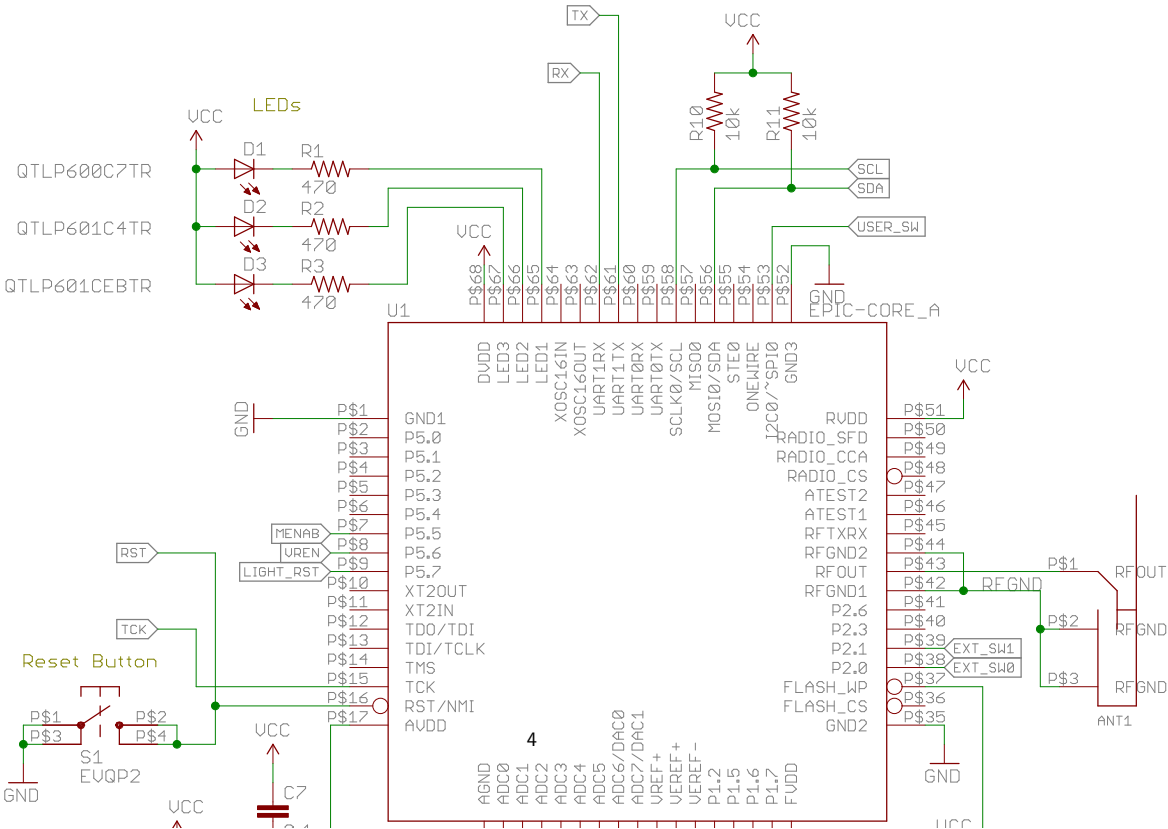 TX
VCC
RX
LEDs
VCC
R10
10k
R11
10k
D1
R1
QTLP600C7TR
470
SCL
SDA
D2
R2
QTLP601C4TR
470
USER_SW
VCC
D3
R3
QTLP601CEBTR
470
P$68
P$67
P$66
P$65
P$64
P$63
P$62
P$61
P$60
P$59
P$58
P$57
P$56
P$55
P$54
P$53
P$52
GND
U1
EPIC-CORE_A
DVDD
LED3
LED2
LED1
XOSC16IN
XOSC16OUT
UART1RX
UART1TX
UART0RX
UART0TX
SCLK0/SCL
MISO0
MOSI0/SDA
STE0
ONEWIRE
I2C0/~SPI0
GND3
VCC
GND
P$1 GND1
P$2 P5.0
P$3 P5.1
P$4 P5.2
P$5 P5.3
P$6 P5.4
MENAB P$7 P5.5
VREN P$8 P5.6
LIGHT_RST P$9 P5.7
P$10 XT2OUT
P$11 XT2IN
P$12 TDO/TDI
P$13 TDI/TCLK
P$14 TMS
P$15 TCK
P$16 RST/NMI
P$17 AVDD
RVDD P$51
RADIO_SFD P$50
RADIO_CCA P$49
RADIO_CS P$48
ATEST2 P$47
ATEST1 P$46
RFTXRX P$45
RFGND2 P$44
RFOUT P$43
RFGND1 P$42
P2.6 P$41
P2.3 P$40
P2.1 P$39 EXT_SW1
P2.0 P$38 EXT_SW0
FLASH_WP P$37
FLASH_CS P$36
GND2 P$35
RST
TCK
P$1 RFOUT
RFGND
P$2 RFGND
P$3 RFGND
ANT1
Reset Button
P$1 P$2
P$3 P$4
S1
EVQP2
GND
VCC
C7
VCC
4
AGND
ADC0
ADC1
ADC2
ADC3
ADC4
ADC5
ADC6/DAC0
ADC7/DAC1
VREF+
VEREF+
VEREF-
P1.2
P1.5
P1.6
P1.7
FVDD
GND
VCC